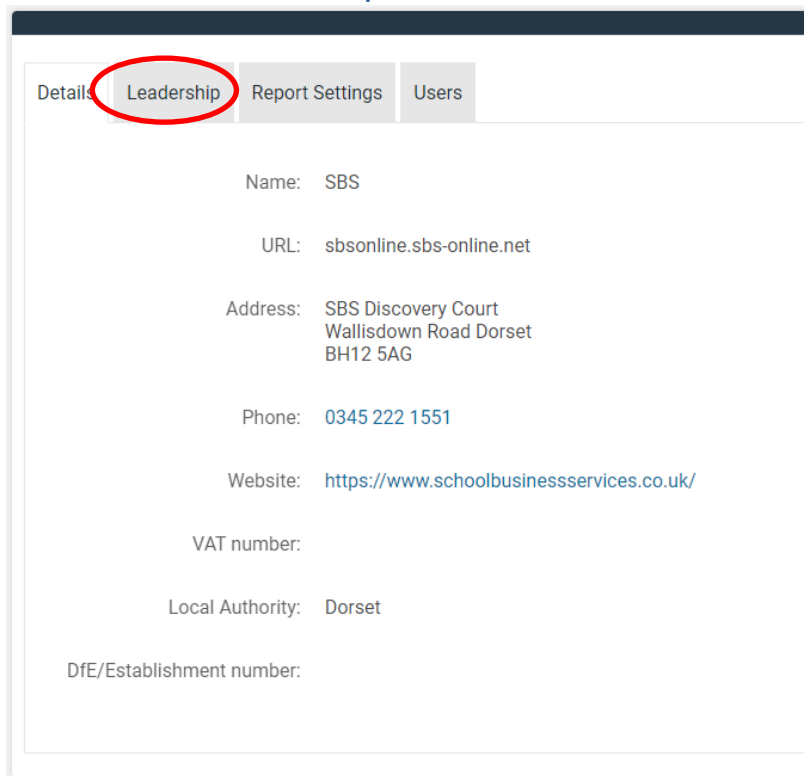 Details Leadership Report Settings Users
Name: SBS
URL: sbsonline.sbs-online.net
Address: SBS Discovery Court
Wallisdown Road Dorset
BH12 5AG
Phone: 0345 222 1551
Website: https://www.schoolbusinessservices.co.uk/
VAT number:
Local Authority: Dorset
DfE/Establishment number: